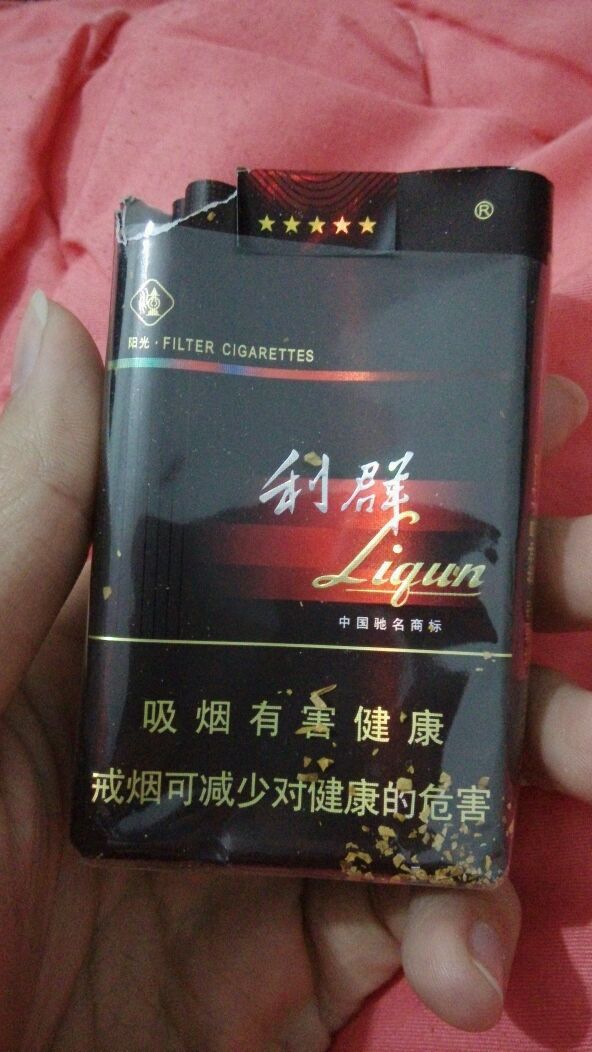 ★★★★★
®
阳光·FILTER CIGARETTES
利群
Liqun
中国驰名商标
吸烟有害健康
戒烟可减少对健康的危害